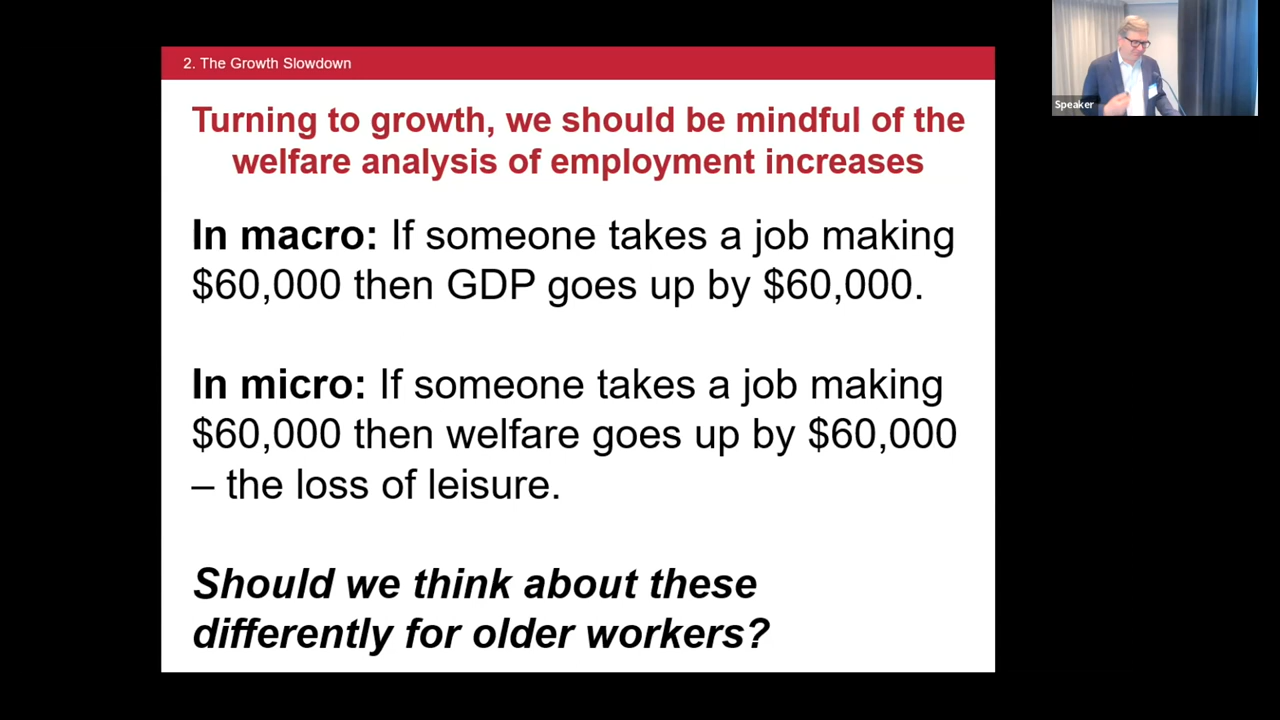 2. The Growth Slowdown
Turning to growth, we should be mindful of the
welfare analysis of employment increases
In macro: If someone takes a job making
$60,000 then GDP goes up by $60,000.
In micro: If someone takes a job making
$60,000 then welfare goes up by $60,000
– the loss of leisure.
Should we think about these
differently for older workers?
Speaker